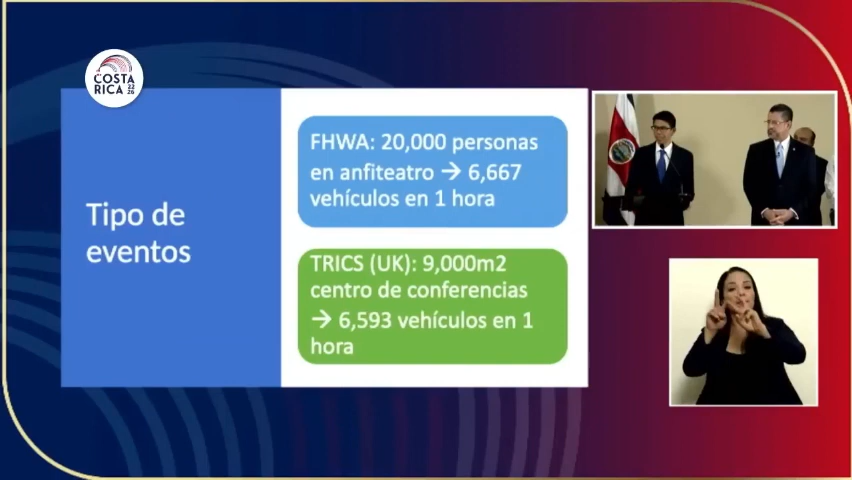 COSTA
RICA 22
26
Tipo de
eventos
FHWA: 20,000 personas
en anfiteatro → 6,667
vehículos en 1 hora
TRICS (UK): 9,000m2
centro de conferencias
→ 6,593 vehículos en 1
hora